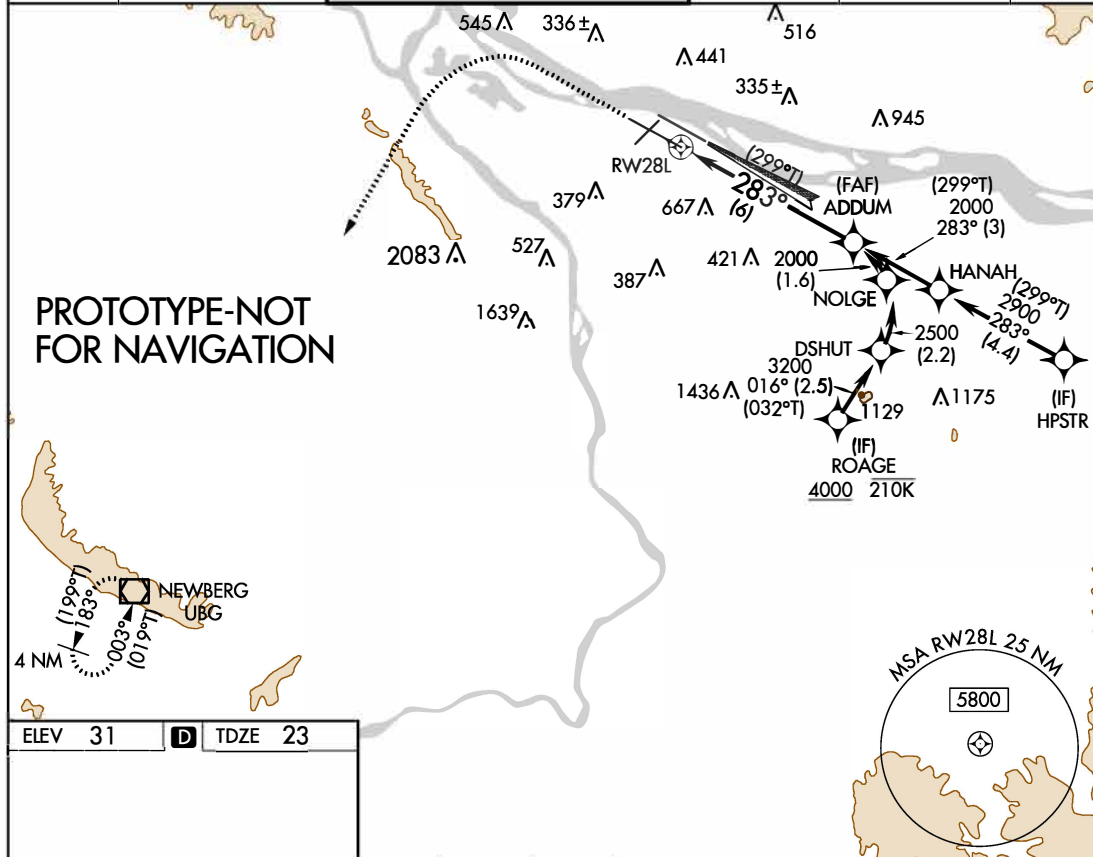 545
336±
516
441
335±
945
RW28L
(299°T)
283°
(6)
(FAF)
ADDUM
(299°T)
2000
283° (3)
379
667
2083
527
387
421
2000
(1.6)
NOLGE
HANAH
(299°T)
2900
283°
(4.4)
PROTOTYPE-NOT
FOR NAVIGATION
1639
DSHUT
2500
(2.2)
3200
016° (2.5)
(032°T)
1436
1129
1175
(IF)
HPSTR
(IF)
ROAGE
4000 210K
(199°T)
183°
003°
(019°T)
4 NM
NEWBERG
UBG
MSA RW28L 25 NM
5800
ELEV 31 D TDZE 23